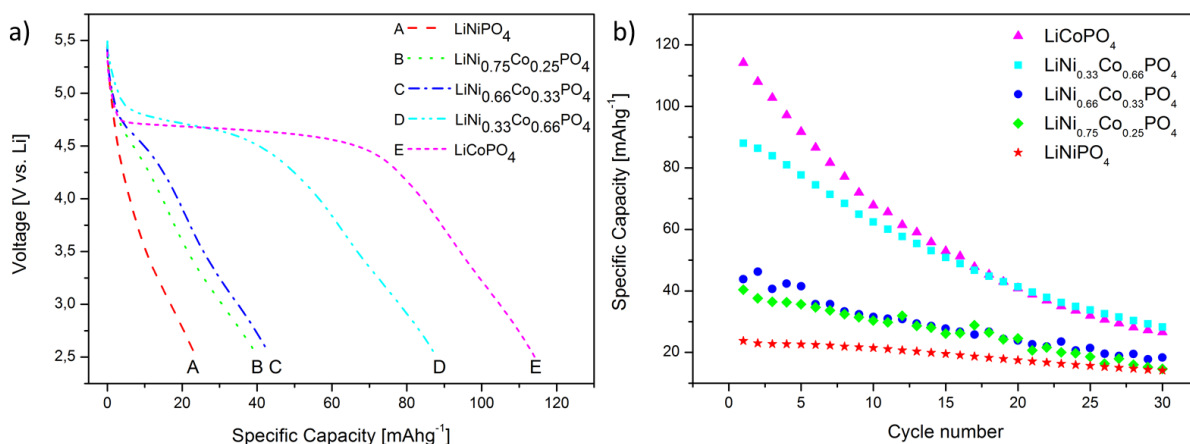 a)
Voltage [V vs. Li]
5,5
5,0
4,5
4,0
3,5
3,0
2,5
0
20
40
60
80
100
120
Specific Capacity [mAhg⁻¹]
A LiNiPO₄
B LiNi₀.₇₅Co₀.₂₅PO₄
C LiNi₀.₆₆Co₀.₃₃PO₄
D LiNi₀.₃₃Co₀.₆₆PO₄
E LiCoPO₄
A
B
C
D
E
b)
Specific Capacity [mAhg⁻¹]
120
100
80
60
40
20
0
5
10
15
20
25
30
Cycle number
LiCoPO₄
LiNi₀.₃₃Co₀.₆₆PO₄
LiNi₀.₆₆Co₀.₃₃PO₄
LiNi₀.₇₅Co₀.₂₅PO₄
LiNiPO₄